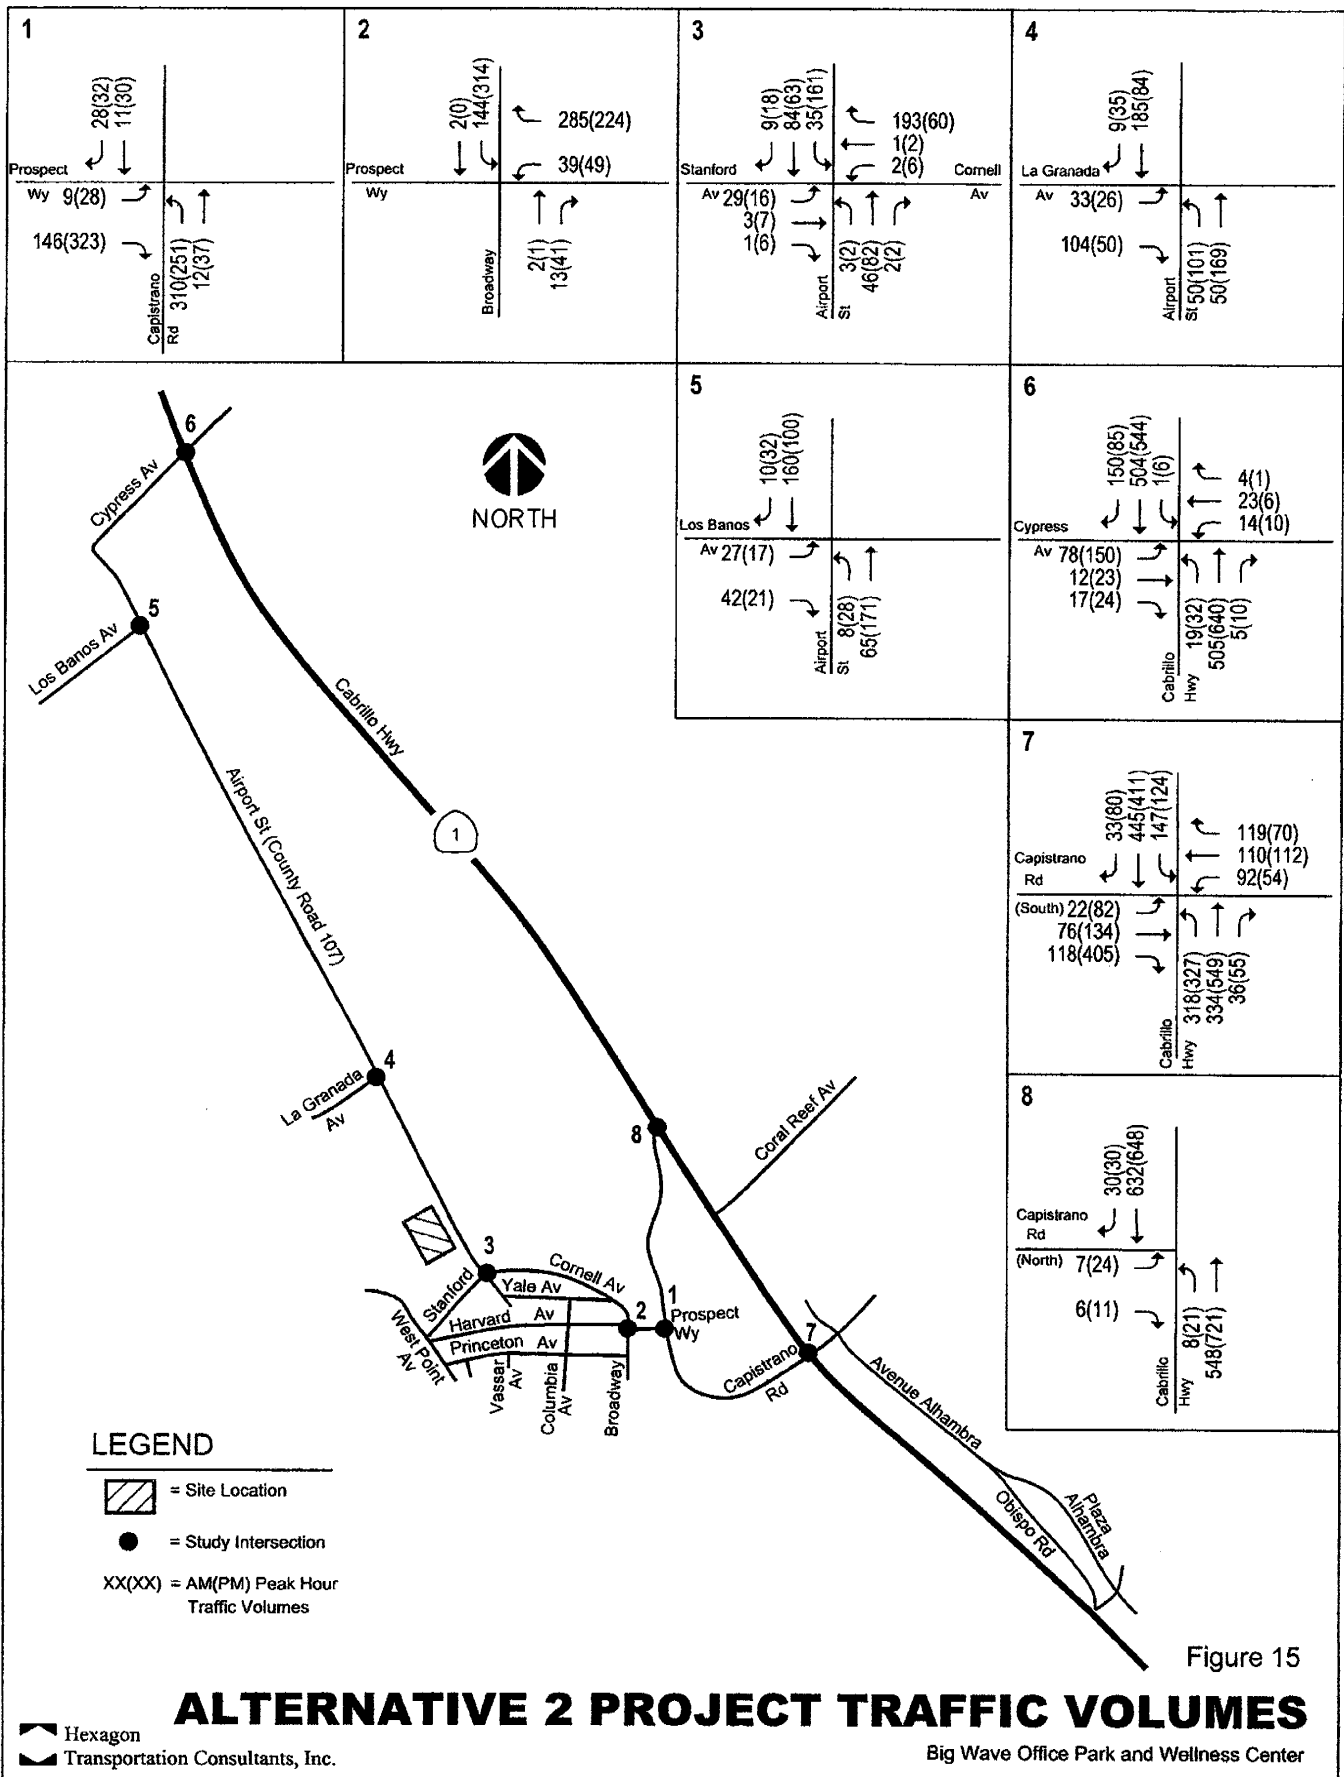 1
28(32)
11(30)
Prospect
Wy
9(28)
146(323)
Capistrano
Rd
310(251)
12(37)
2
2(0)
144(314)
285(224)
39(49)
Prospect
Wy
Broadway
2(1)
13(41)
3
9(18)
84(63)
35(161)
193(60)
1(2)
2(6)
Stanford
Av
Cornell
Av
29(16)
3(7)
1(6)
Airport
St
3(2)
46(82)
2(2)
4
9(35)
185(84)
La Granada
Av
33(26)
104(50)
Airport
St
50(101)
50(169)
5
10(32)
160(100)
Los Banos
Av
27(17)
42(21)
Airport
St
8(28)
65(171)
6
150(85)
504(544)
1(6)
4(1)
23(6)
14(10)
Cypress
Av
78(150)
12(23)
17(24)
Cabrillo
Hwy
19(32)
505(640)
5(10)
7
33(80)
445(411)
147(124)
119(70)
110(112)
92(54)
Capistrano
Rd
(South)
22(82)
76(134)
118(405)
Cabrillo
Hwy
318(327)
334(549)
36(55)
8
30(30)
632(648)
Capistrano
Rd
(North)
7(24)
6(11)
Cabrillo
Hwy
8(21)
548(721)
NORTH
6
Cypress Av
5
Los Banos Av
Cabrillo Hwy
1
Airport St (County Road 107)
4
La Granada
Av
8
Coral Reef Av
3
Stanford
Cornell Av
Yale Av
Harvard Av
Princeton Av
West Point
Av
Vassar
Av
Columbia
Av
Broadway
2
1
Prospect
Wy
7
Capistrano
Rd
Avenue Alhambra
Obispo Rd
Plaza
Alhambra
LEGEND
= Site Location
= Study Intersection
XX(XX) = AM(PM) Peak Hour
Traffic Volumes
Figure 15
ALTERNATIVE 2 PROJECT TRAFFIC VOLUMES
Hexagon
Transportation Consultants, Inc.
Big Wave Office Park and Wellness Center